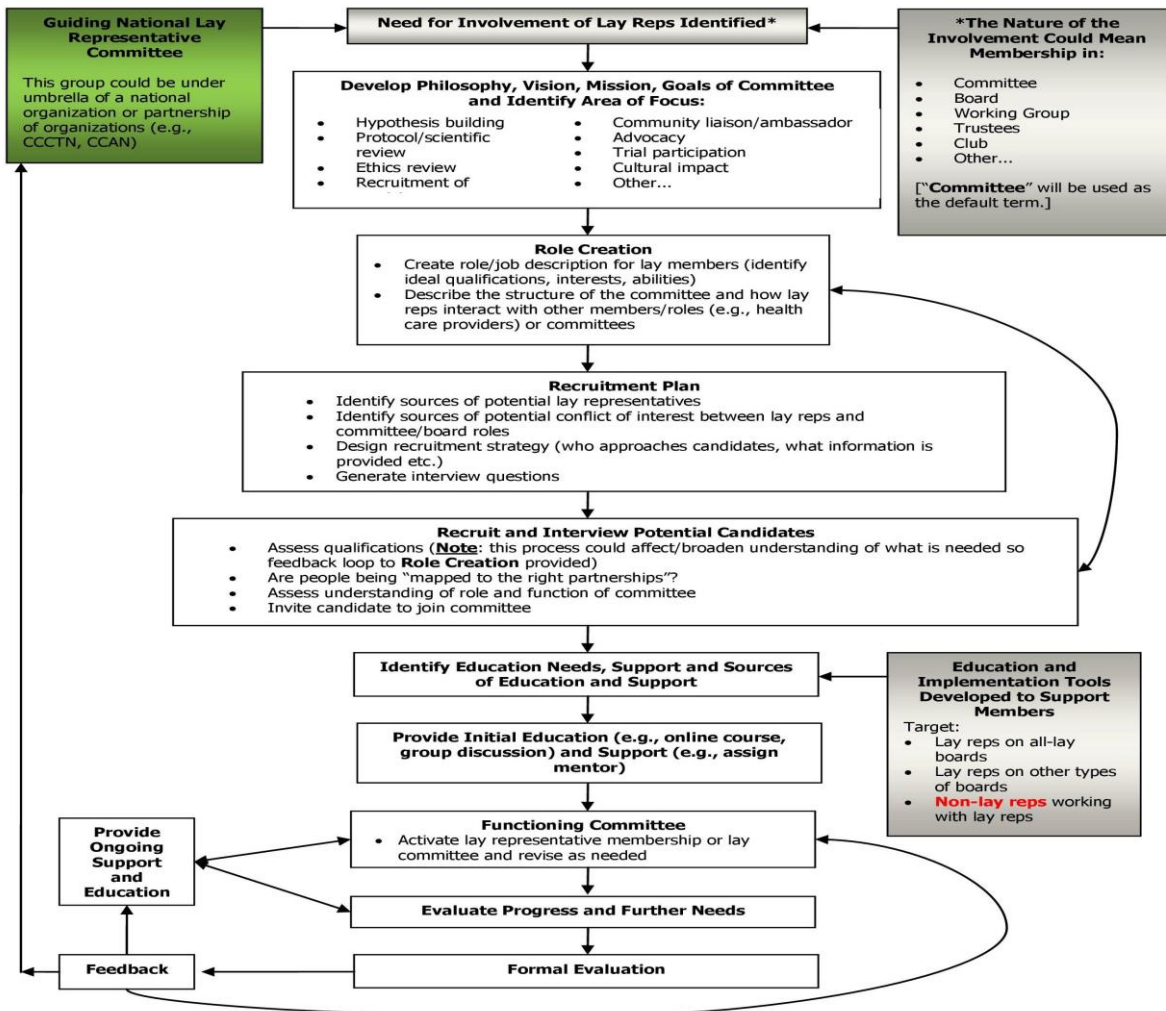 Guiding National Lay
Representative
Committee
This group could be under
umbrella of a national
organization or partnership
of organizations (e.g.,
CCCTN, CCAN)
Need for Involvement of Lay Reps Identified*
*The Nature of the
Involvement Could Mean
Membership in:
• Committee
• Board
• Working Group
• Trustees
• Club
• Other...
["Committee" will be used as
the default term.]
Develop Philosophy, Vision, Mission, Goals of Committee
and Identify Area of Focus:
• Hypothesis building
• Protocol/scientific
review
• Ethics review
• Recruitment of
• Community liaison/ambassador
• Advocacy
• Trial participation
• Cultural impact
• Other...
Role Creation
• Create role/job description for lay members (identify
ideal qualifications, interests, abilities)
• Describe the structure of the committee and how lay
reps interact with other members/roles (e.g., health
care providers) or committees
Recruitment Plan
• Identify sources of potential lay representatives
• Identify sources of potential conflict of interest between lay reps and
committee/board roles
• Design recruitment strategy (who approaches candidates, what information is
provided etc.)
• Generate interview questions
Recruit and Interview Potential Candidates
• Assess qualifications (Note: this process could affect/broaden understanding of what is needed so
feedback loop to Role Creation provided)
• Are people being "mapped to the right partnerships"?
• Assess understanding of role and function of committee
• Invite candidate to join committee
Identify Education Needs, Support and Sources
of Education and Support
Education and
Implementation Tools
Developed to Support
Members
Target:
• Lay reps on all-lay
boards
• Lay reps on other types
of boards
• Non-lay reps working
with lay reps
Provide Initial Education (e.g., online course,
group discussion) and Support (e.g., assign
mentor)
Functioning Committee
• Activate lay representative membership or lay
committee and revise as needed
Provide
Ongoing
Support
and
Education
Evaluate Progress and Further Needs
Feedback
Formal Evaluation